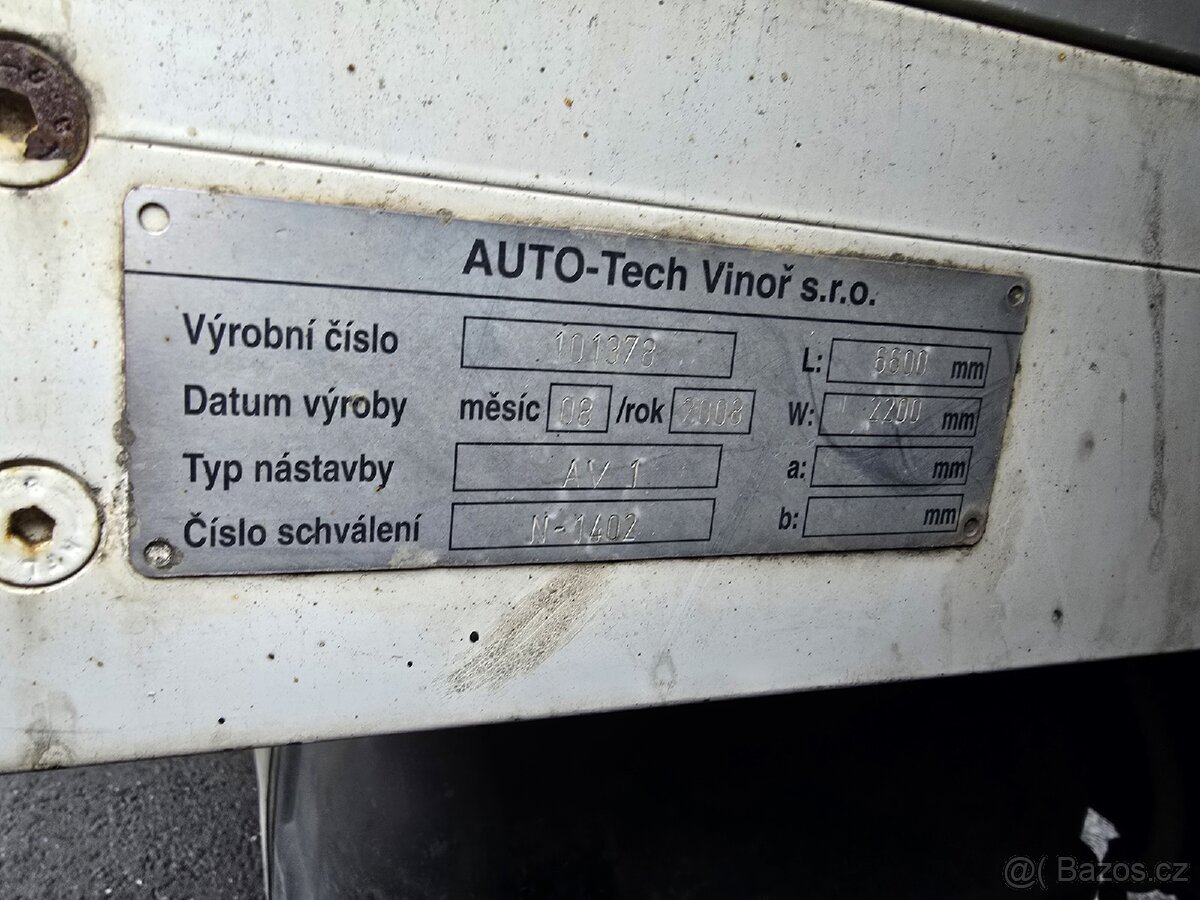 AUTO-Tech Vinoř s.r.o.
Výrobní číslo 101378 L: 6600 mm
Datum výroby měsíc 08 /rok 2008 W: 2200 mm
Typ nástavby AV 1 a: mm
Číslo schválení N-1402 b: mm
@( Bazos.cz